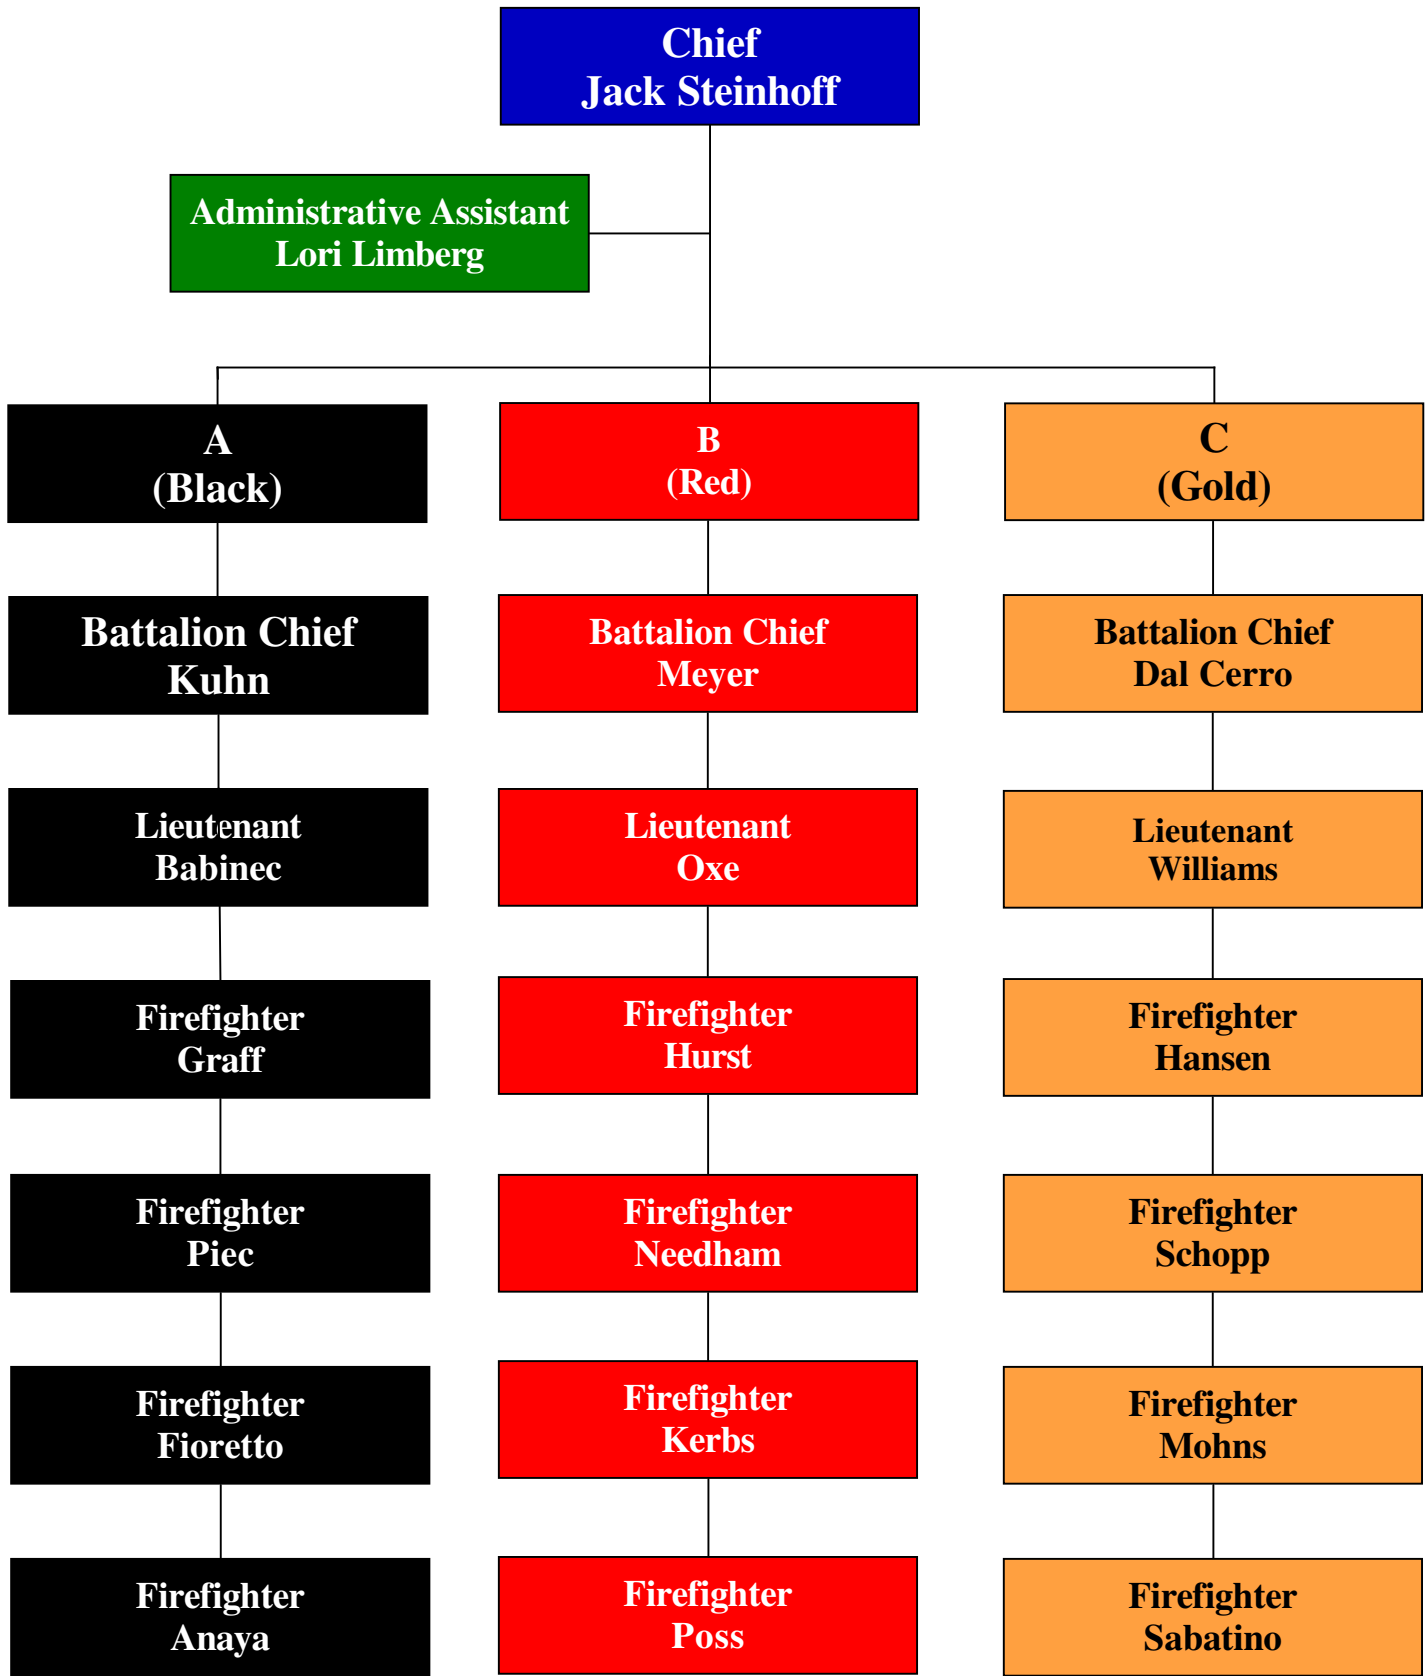 Chief
Jack Steinhoff
Administrative Assistant
Lori Limberg
A
(Black)
B
(Red)
C
(Gold)
Battalion Chief
Kuhn
Battalion Chief
Meyer
Battalion Chief
Dal Cerro
Lieutenant
Babinec
Lieutenant
Oxe
Lieutenant
Williams
Firefighter
Graff
Firefighter
Hurst
Firefighter
Hansen
Firefighter
Piec
Firefighter
Needham
Firefighter
Schopp
Firefighter
Fioretto
Firefighter
Kerbs
Firefighter
Mohns
Firefighter
Anaya
Firefighter
Poss
Firefighter
Sabatino